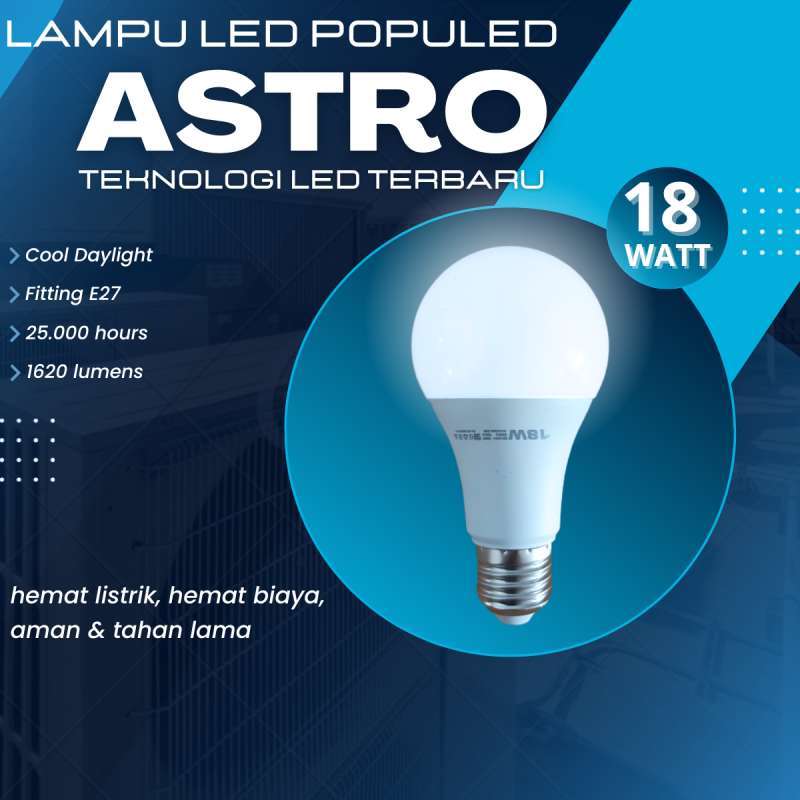 LAMPU LED POPULED
ASTRO
TEKNOLOGI LED TERBARU
18
WATT
Cool Daylight
Fitting E27
25.000 hours
1620 lumens
18W
hemat listrik, hemat biaya,
aman & tahan lama